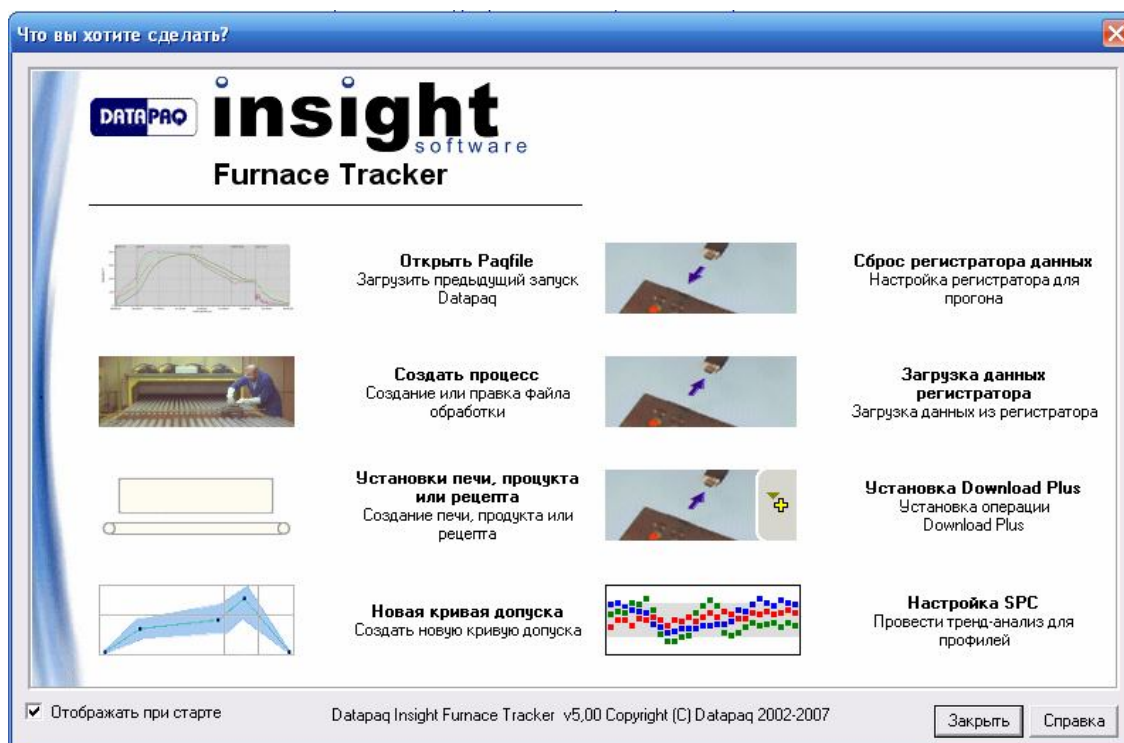 Что вы хотите сделать?
DATAPAQ insight
software
Furnace Tracker
Открыть Paqfile
Загрузить предыдущий запуск
Datapaq
Сброс регистратора данных
Настройка регистратора для
прогона
Создать процесс
Создание или правка файла
обработки
Загрузка данных
регистратора
Загрузка данных из регистратора
Установки печи, процукта
или рецепта
Создание печи, продукта или
рецепта
Установка Download Plus
Установка операции
Download Plus
Новая кривая допуска
Создать новую кривую допуска
Настройка SPC
Провести тренд-анализ для
профилей
Отображать при старте
Datapaq Insight Furnace Tracker v5,00 Copyright (C) Datapaq 2002-2007
Закрыть
Справка